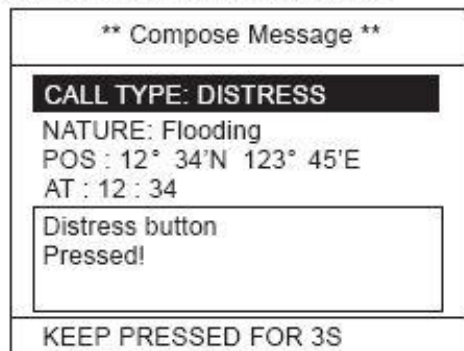 ** Compose Message **
CALL TYPE: DISTRESS
NATURE: Flooding
POS : 12° 34'N 123° 45'E
AT : 12 : 34
Distress button
Pressed!
KEEP PRESSED FOR 3S